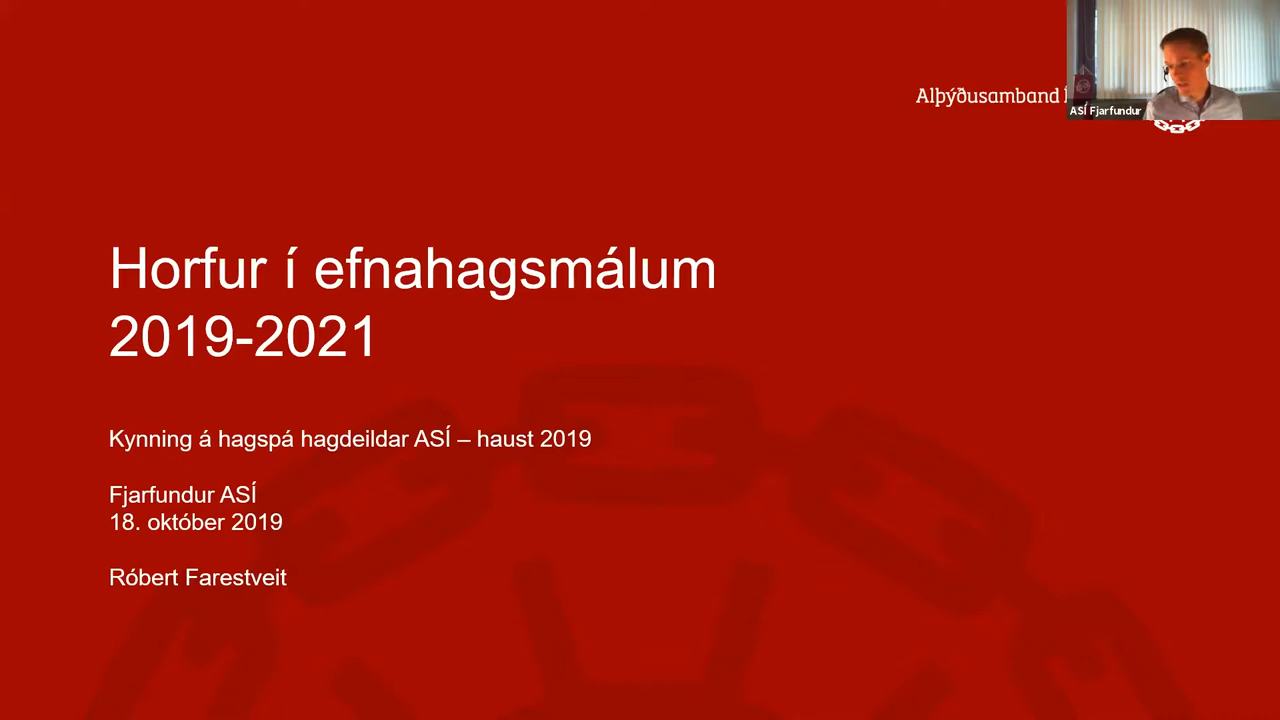 Alþýðusamband
ASÍ Fjarfundur
Horfur í efnahagsmálum
2019-2021
Kynning á hagspá hagdeildar ASÍ – haust 2019
Fjarfundur ASÍ
18. október 2019
Róbert Farestveit